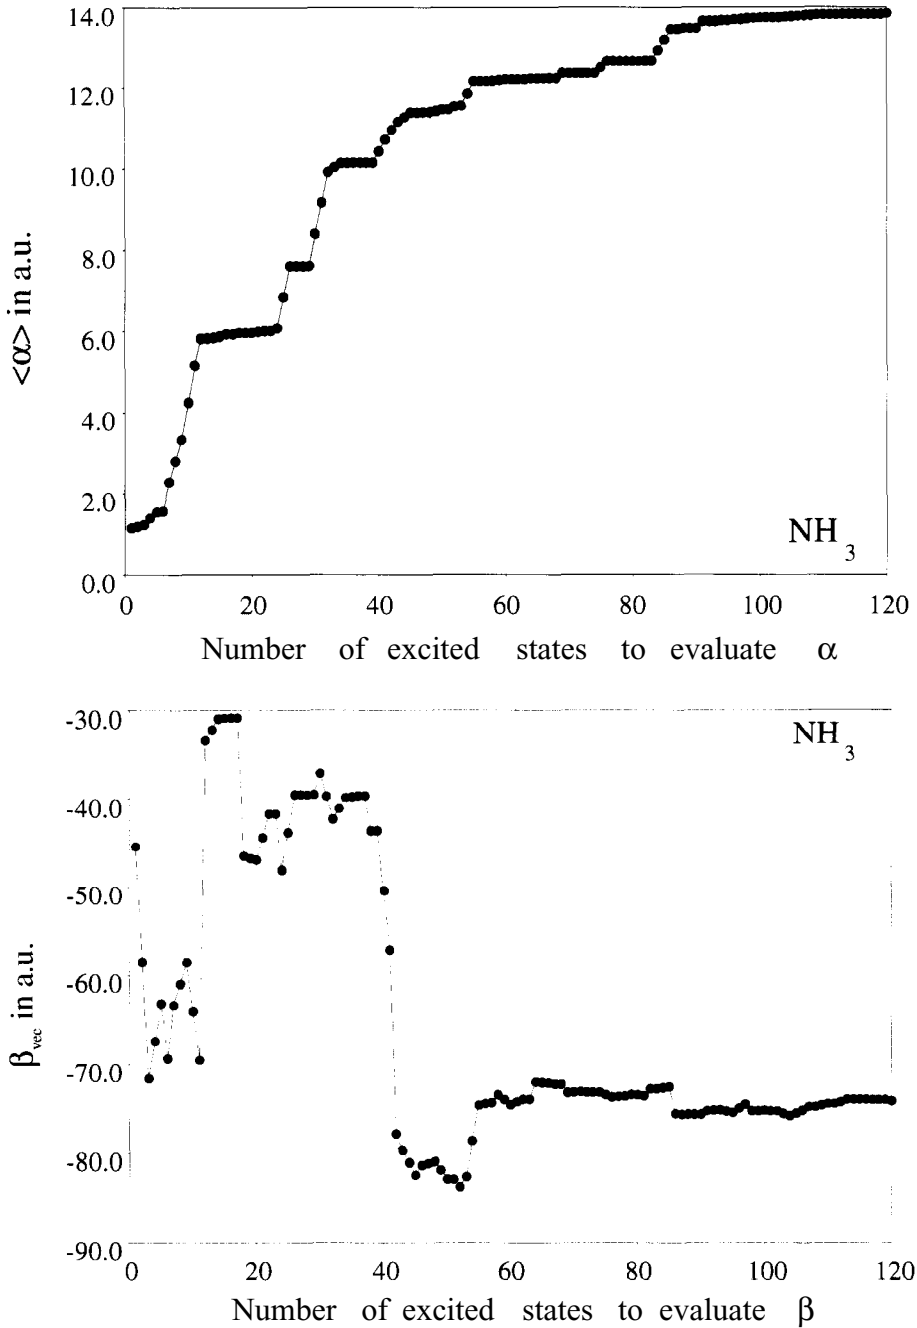 14.0
12.0
10.0
8.0
6.0
4.0
2.0
0.0
<α> in a.u.
NH3
0 20 40 60 80 100 120
Number of excited states to evaluate α
-30.0
-40.0
-50.0
-60.0
-70.0
-80.0
-90.0
βvec in a.u.
NH3
0 20 40 60 80 100 120
Number of excited states to evaluate β